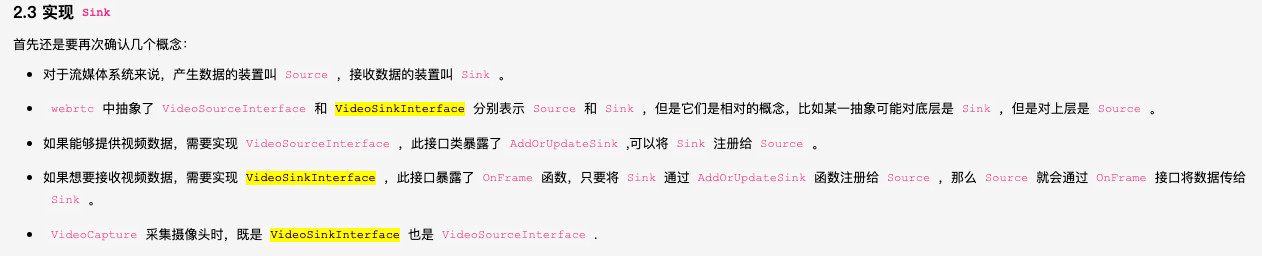 2.3 实现 Sink
首先还是要再次确认几个概念：
• 对于流媒体系统来说，产生数据的装置叫 Source ，接收数据的装置叫 Sink 。
• webrtc 中抽象了 VideoSourceInterface 和 VideoSinkInterface 分别表示 Source 和 Sink ，但是它们是相对的概念，比如某一抽象可能对底层是 Sink ，但是对上层是 Source 。
• 如果能够提供视频数据，需要实现 VideoSourceInterface ，此接口类暴露了 AddOrUpdateSink ,可以将 Sink 注册给 Source 。
• 如果想要接收视频数据，需要实现 VideoSinkInterface ，此接口暴露了 OnFrame 函数，只要将 Sink 通过 AddOrUpdateSink 函数注册给 Source ，那么 Source 就会通过 OnFrame 接口将数据传给
Sink 。
• VideoCapture 采集摄像头时，既是 VideoSinkInterface 也是 VideoSourceInterface .